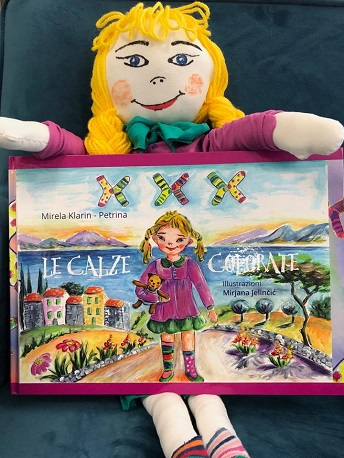 Mirela Klarin - Petrina
LE CALZE COLORATE
Illustrazioni:
Mirjana Jelinčić